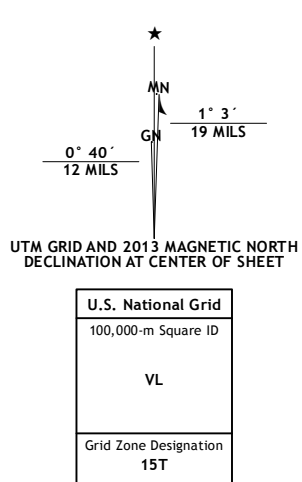 ★
MN
1° 3´
19 MILS
GN
0° 40´
12 MILS
UTM GRID AND 2013 MAGNETIC NORTH
DECLINATION AT CENTER OF SHEET
U.S. National Grid
100,000-m Square ID
VL
Grid Zone Designation
15T